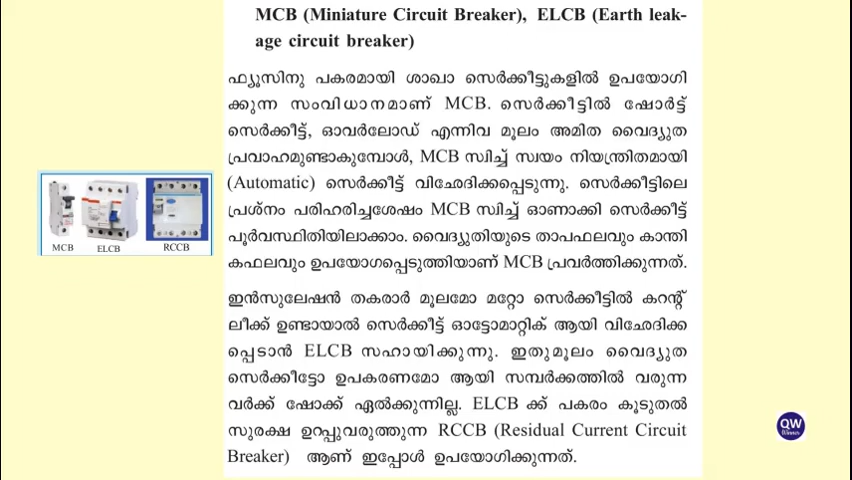 MCB (Miniature Circuit Breaker), ELCB (Earth leak-
age circuit breaker)
ഫ്യൂസിനു പകരമായി ശാഖാ സെർക്കീട്ടുകളിൽ ഉപയോഗി
ക്കുന്ന സംവിധാനമാണ് MCB. സെർക്കീട്ടിൽ ഷോർട്ട്
സെർക്കീട്ട്, ഓവർലോഡ് എന്നിവ മൂലം അമിത വൈദ്യുത
പ്രവാഹമുണ്ടാകുമ്പോൾ, MCB സ്വിച്ച് സ്വയം നിയന്ത്രിതമായി
(Automatic) സെർക്കീട്ട് വിഛേദിക്കപ്പെടുന്നു. സെർക്കീട്ടിലെ
പ്രശ്നം പരിഹരിച്ചശേഷം MCB സ്വിച്ച് ഓണാക്കി സെർക്കീട്ട്
പൂർവസ്ഥിതിയിലാക്കാം. വൈദ്യുതിയുടെ താപഫലവും കാന്തി
കഫലവും ഉപയോഗപ്പെടുത്തിയാണ് MCB പ്രവർത്തിക്കുന്നത്.
MCB ELCB RCCB
ഇൻസുലേഷൻ തകരാർ മൂലമോ മറ്റോ സെർക്കീട്ടിൽ കറന്റ്
ലീക്ക് ഉണ്ടായാൽ സെർക്കീട്ട് ഓട്ടോമാറ്റിക് ആയി വിഛേദിക്ക
പ്പെടാൻ ELCB സഹായിക്കുന്നു. ഇതുമൂലം വൈദ്യുത
സെർക്കീട്ടോ ഉപകരണമോ ആയി സമ്പർക്കത്തിൽ വരുന്ന
വർക്ക് ഷോക്ക് ഏൽക്കുന്നില്ല. ELCB ക്ക് പകരം കൂടുതൽ
സുരക്ഷ ഉറപ്പുവരുത്തുന്ന RCCB (Residual Current Circuit
Breaker) ആണ് ഇപ്പോൾ ഉപയോഗിക്കുന്നത്.
QW
Winner